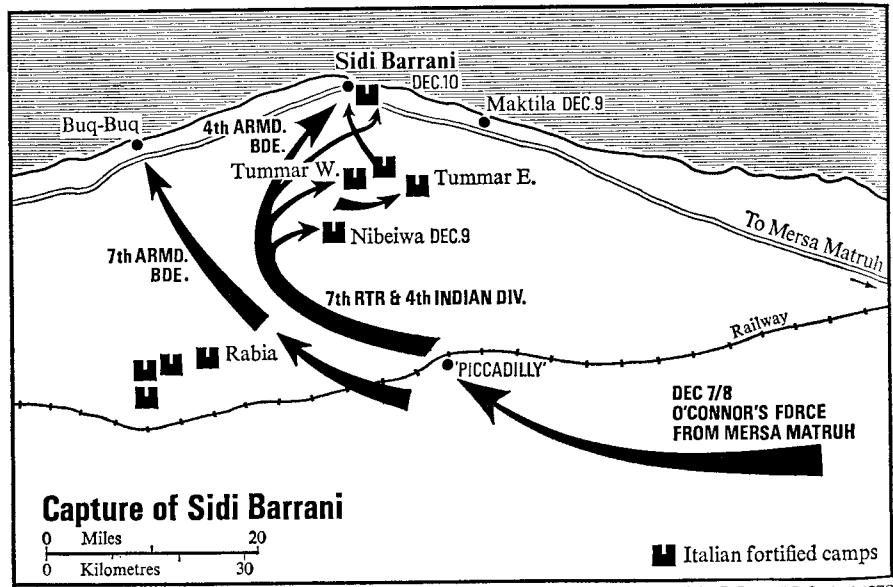 Sidi Barrani
DEC.10
Maktila DEC.9
Buq-Buq
4th ARMD.
BDE.
Tummar W.
Tummar E.
Nibeiwa DEC.9
To Mersa Matruh
7th ARMD.
BDE.
7th RTR & 4th INDIAN DIV.
Railway
Rabia
'PICCADILLY'
DEC 7/8
O'CONNOR'S FORCE
FROM MERSA MATRUH
Capture of Sidi Barrani
0 Miles 20
0 Kilometres 30
Italian fortified camps